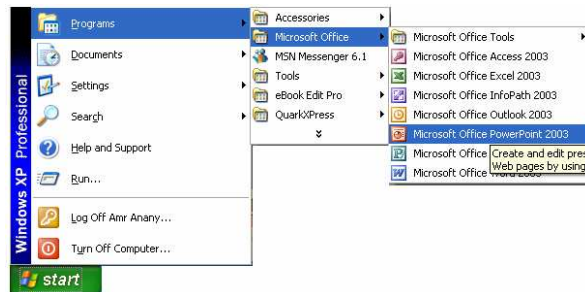 Windows XP Professional
Programs
Documents
Settings
Search
Help and Support
Run...
Log Off Amr Anany...
Turn Off Computer...
start
Accessories
Microsoft Office
MSN Messenger 6.1
Tools
eBook Edit Pro
QuarkXPress
Microsoft Office Tools
Microsoft Office Access 2003
Microsoft Office Excel 2003
Microsoft Office InfoPath 2003
Microsoft Office Outlook 2003
Microsoft Office PowerPoint 2003
Microsoft Office
Microsoft Office Word 2003
Create and edit pres
Web pages by using